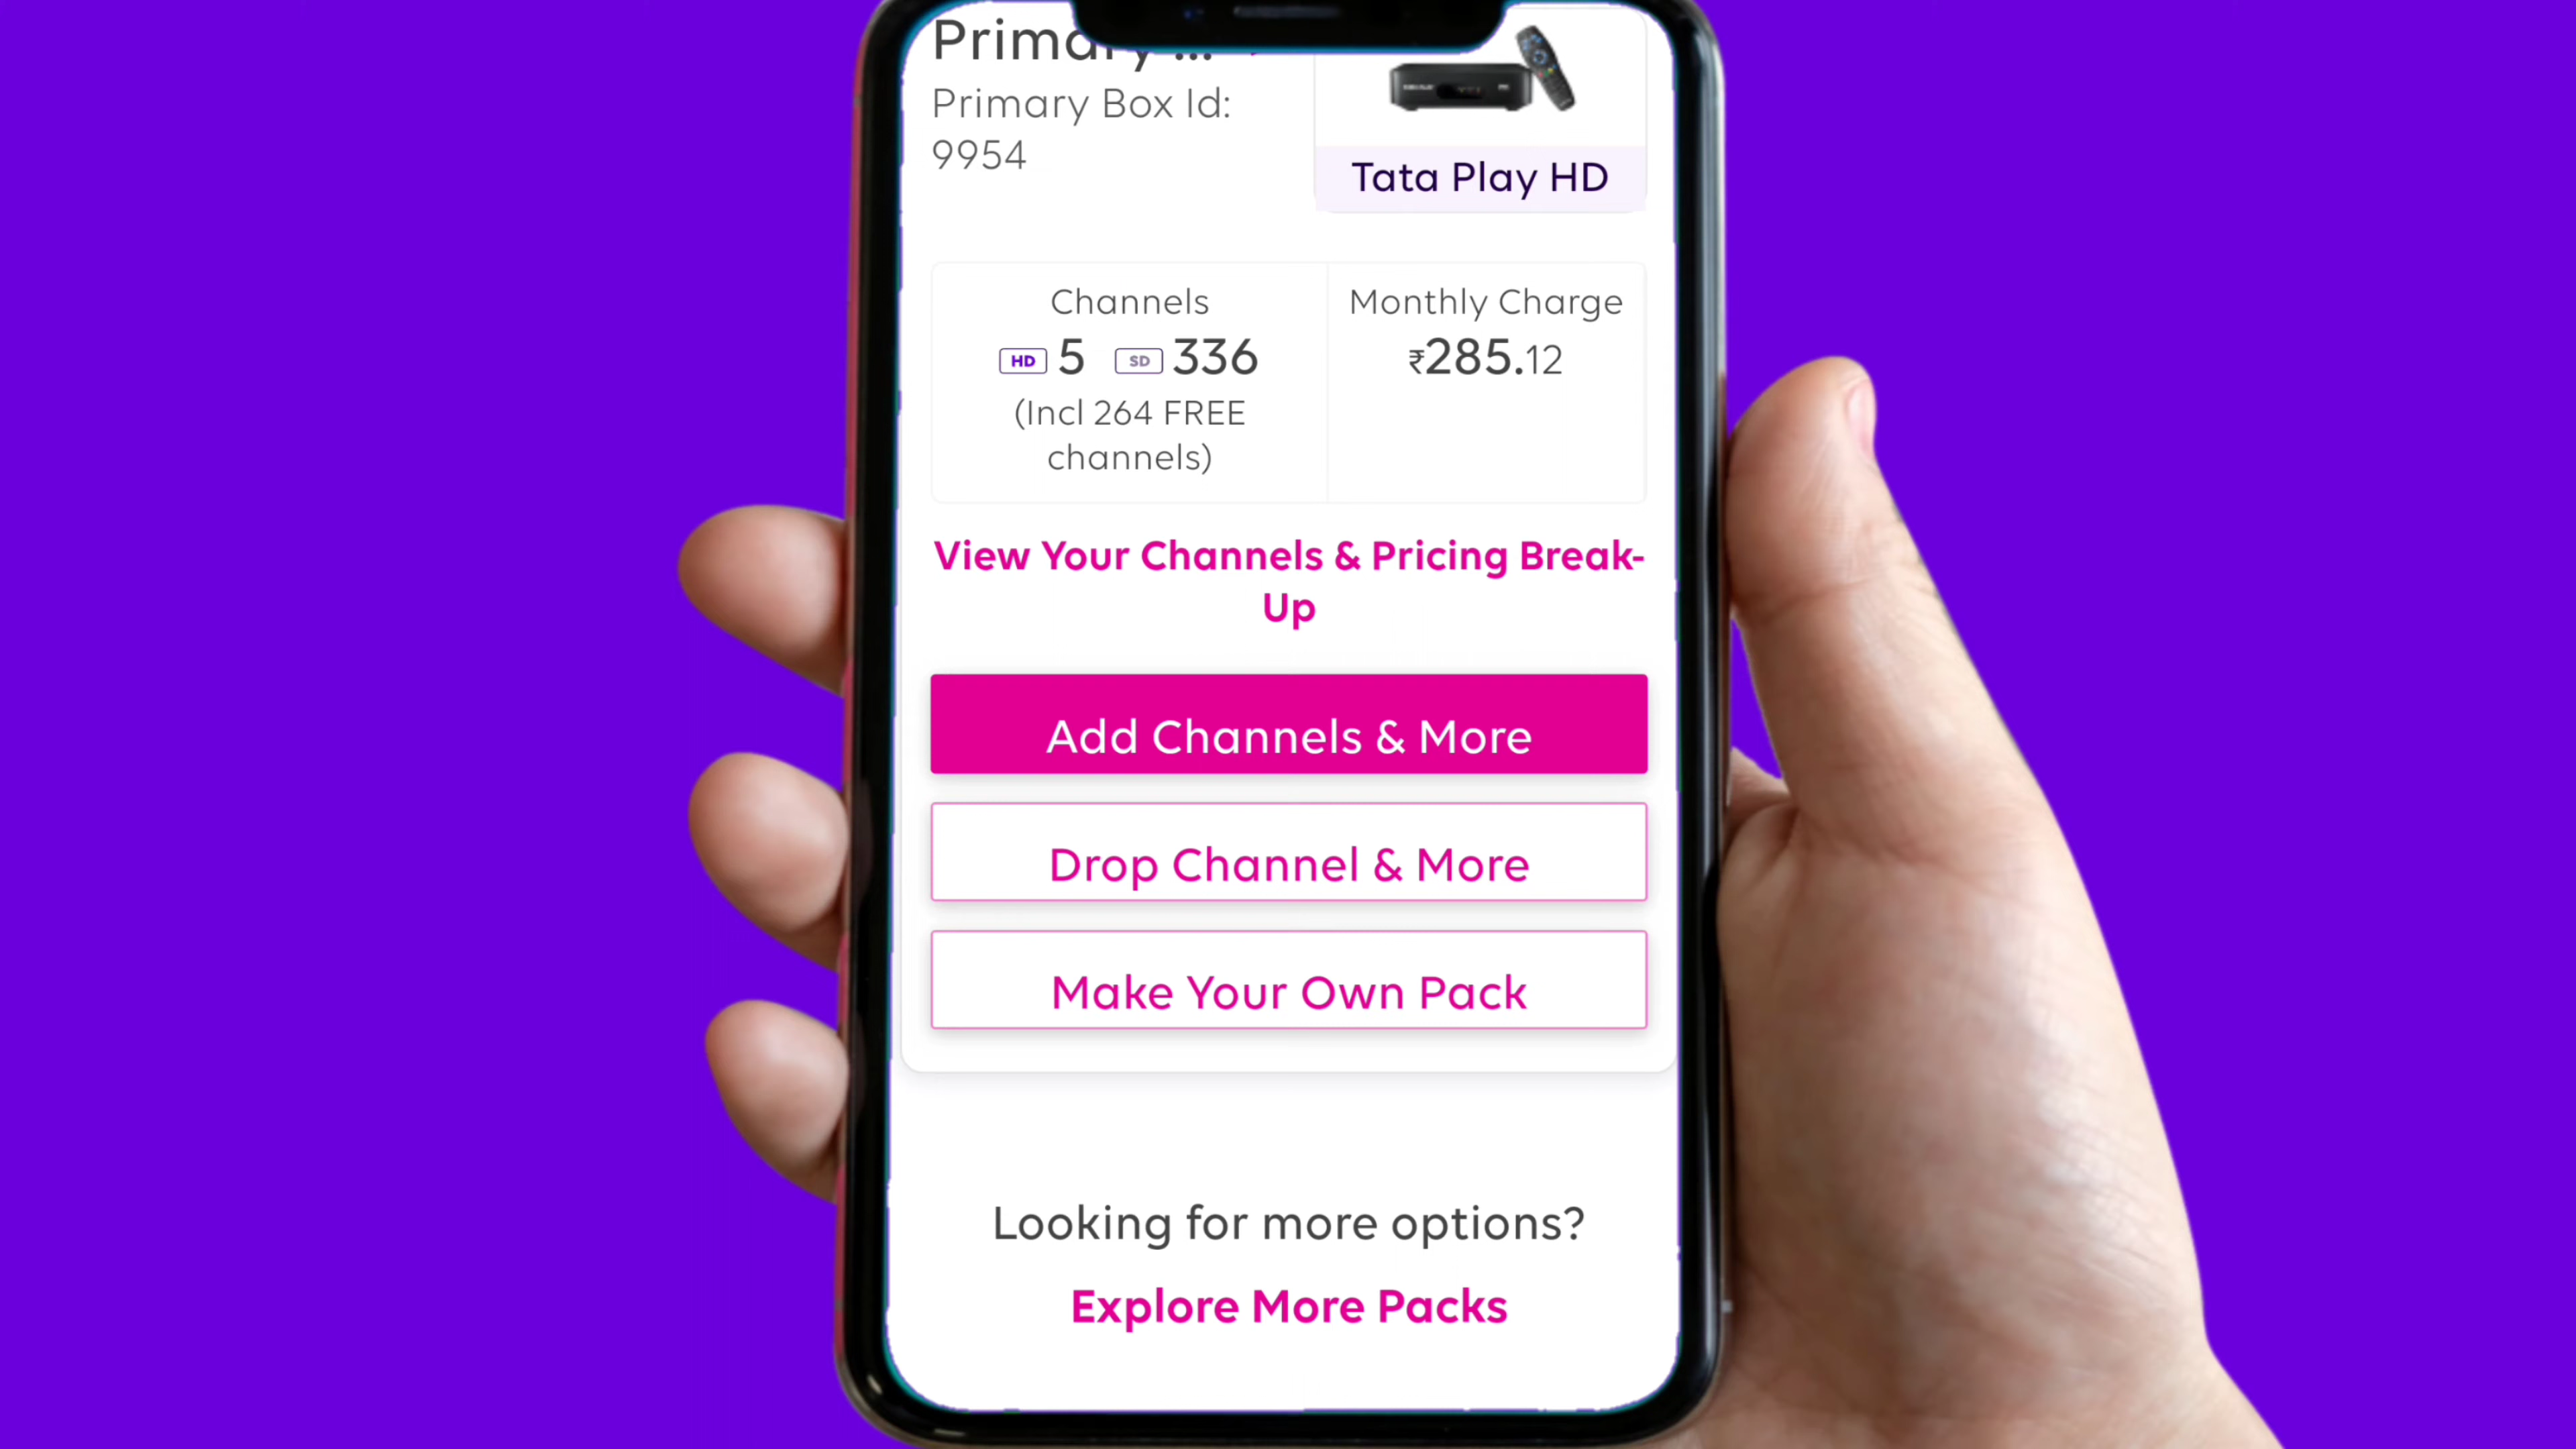 Primary ...
Primary Box Id:
9954
Tata Play HD
Channels
HD 5 SD 336
(Incl 264 FREE
channels)
Monthly Charge
₹285.12
View Your Channels & Pricing Break-
Up
Add Channels & More
Drop Channel & More
Make Your Own Pack
Looking for more options?
Explore More Packs